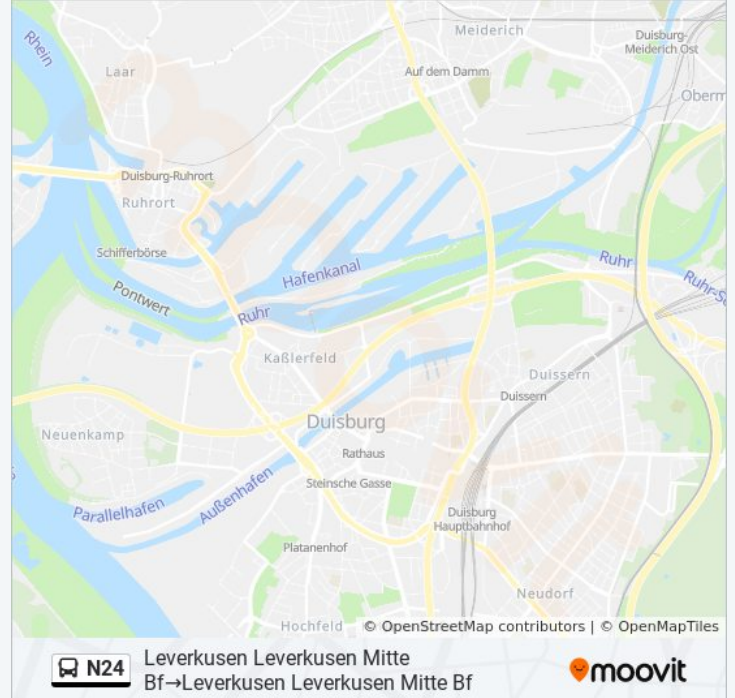 Rhein
Laar
Meiderich
Duisburg-
Meiderich Ost
Auf dem Damm
Oberm
Duisburg-Ruhrort
Ruhrort
Schifferbörse
Hafenkanal
Ruhr
Ruhr-S
Pontwert
Ruhr
Kaßlerfeld
Duissern
Duissern
Duisburg
Neuenkamp
Rathaus
Steinsche Gasse
Außenhafen
Parallelhafen
Duisburg
Hauptbahnhof
Platanenhof
Neudorf
Hochfeld
© OpenStreetMap contributors | © OpenMapTiles
N24
Leverkusen Leverkusen Mitte
Bf→Leverkusen Leverkusen Mitte Bf
moovit